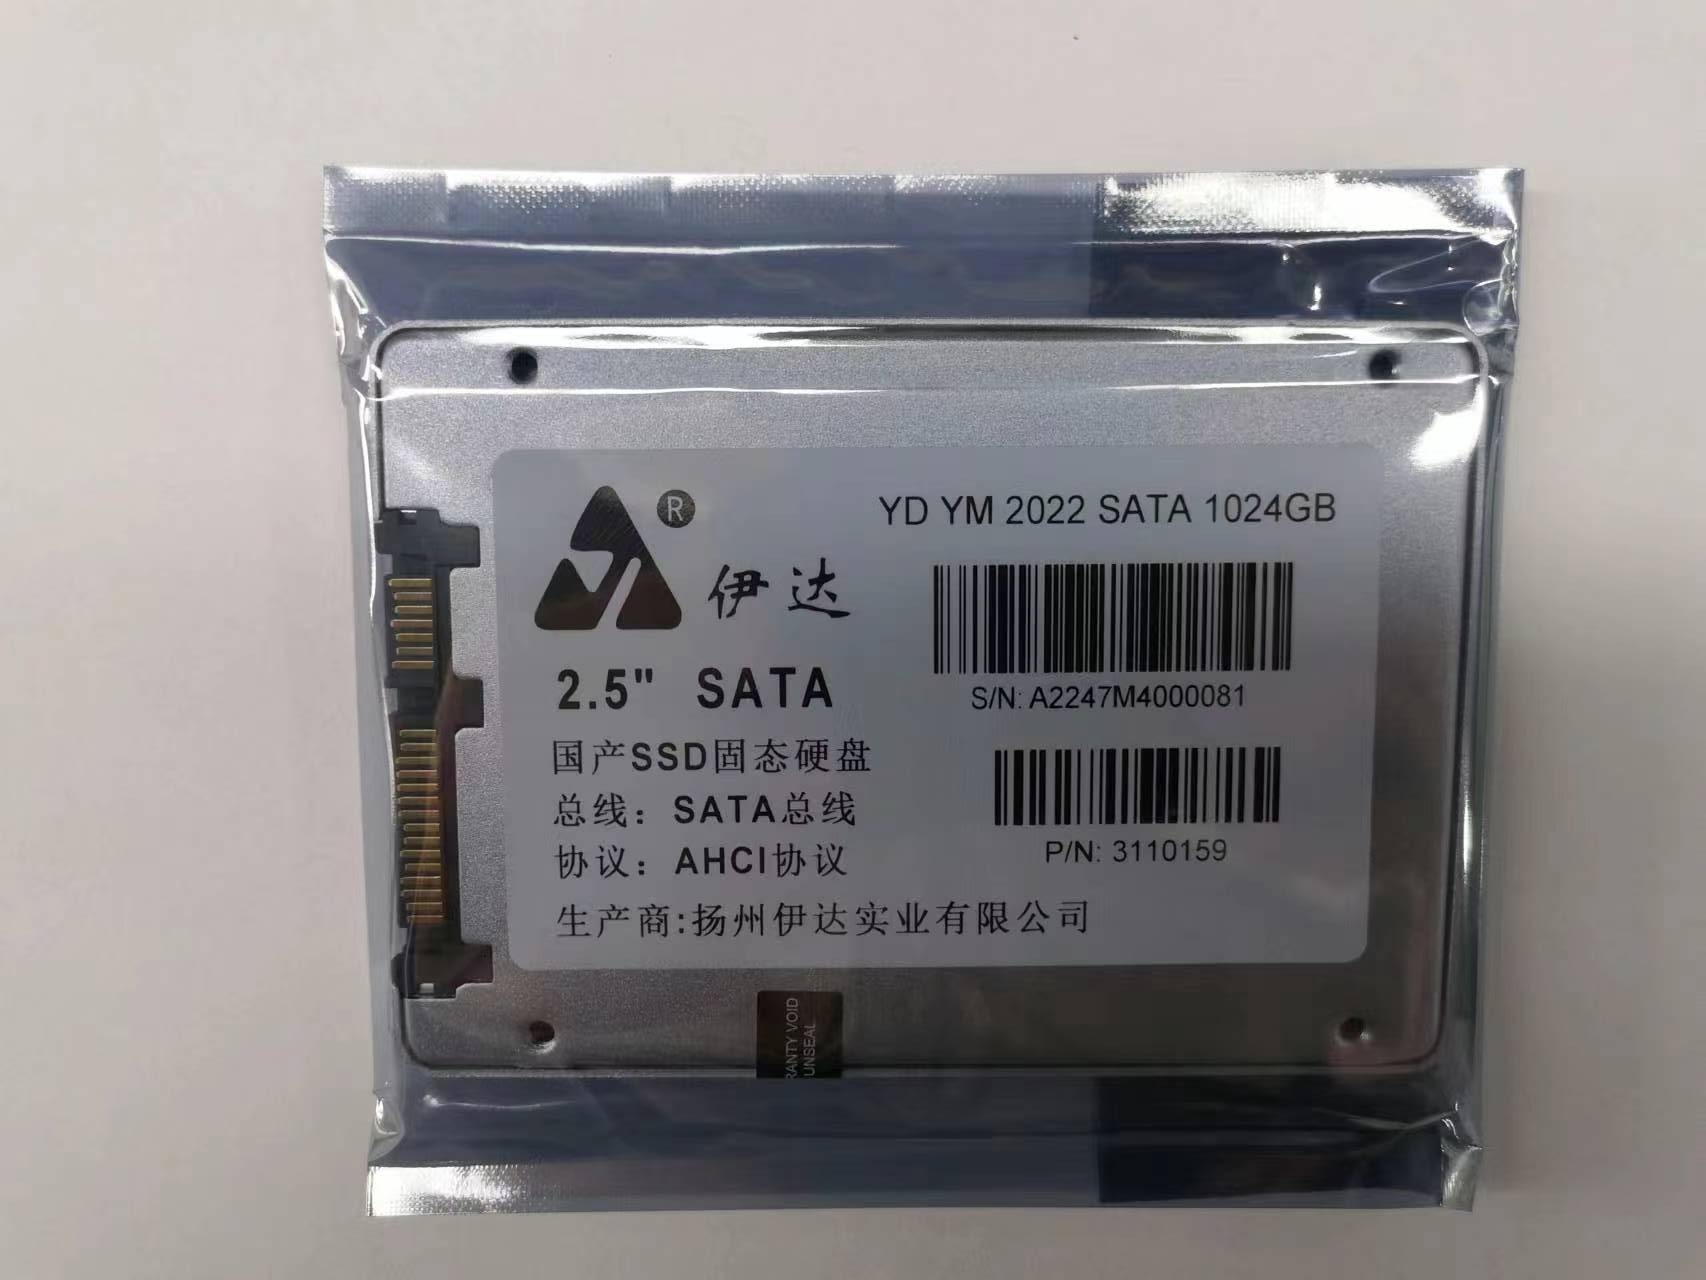 ®
伊达
YD YM 2022 SATA 1024GB
S/N: A2247M4000081
2.5" SATA
国产SSD固态硬盘
总线：SATA总线
协议：AHCI协议
P/N: 3110159
生产商:扬州伊达实业有限公司
VOID
UNSEAL